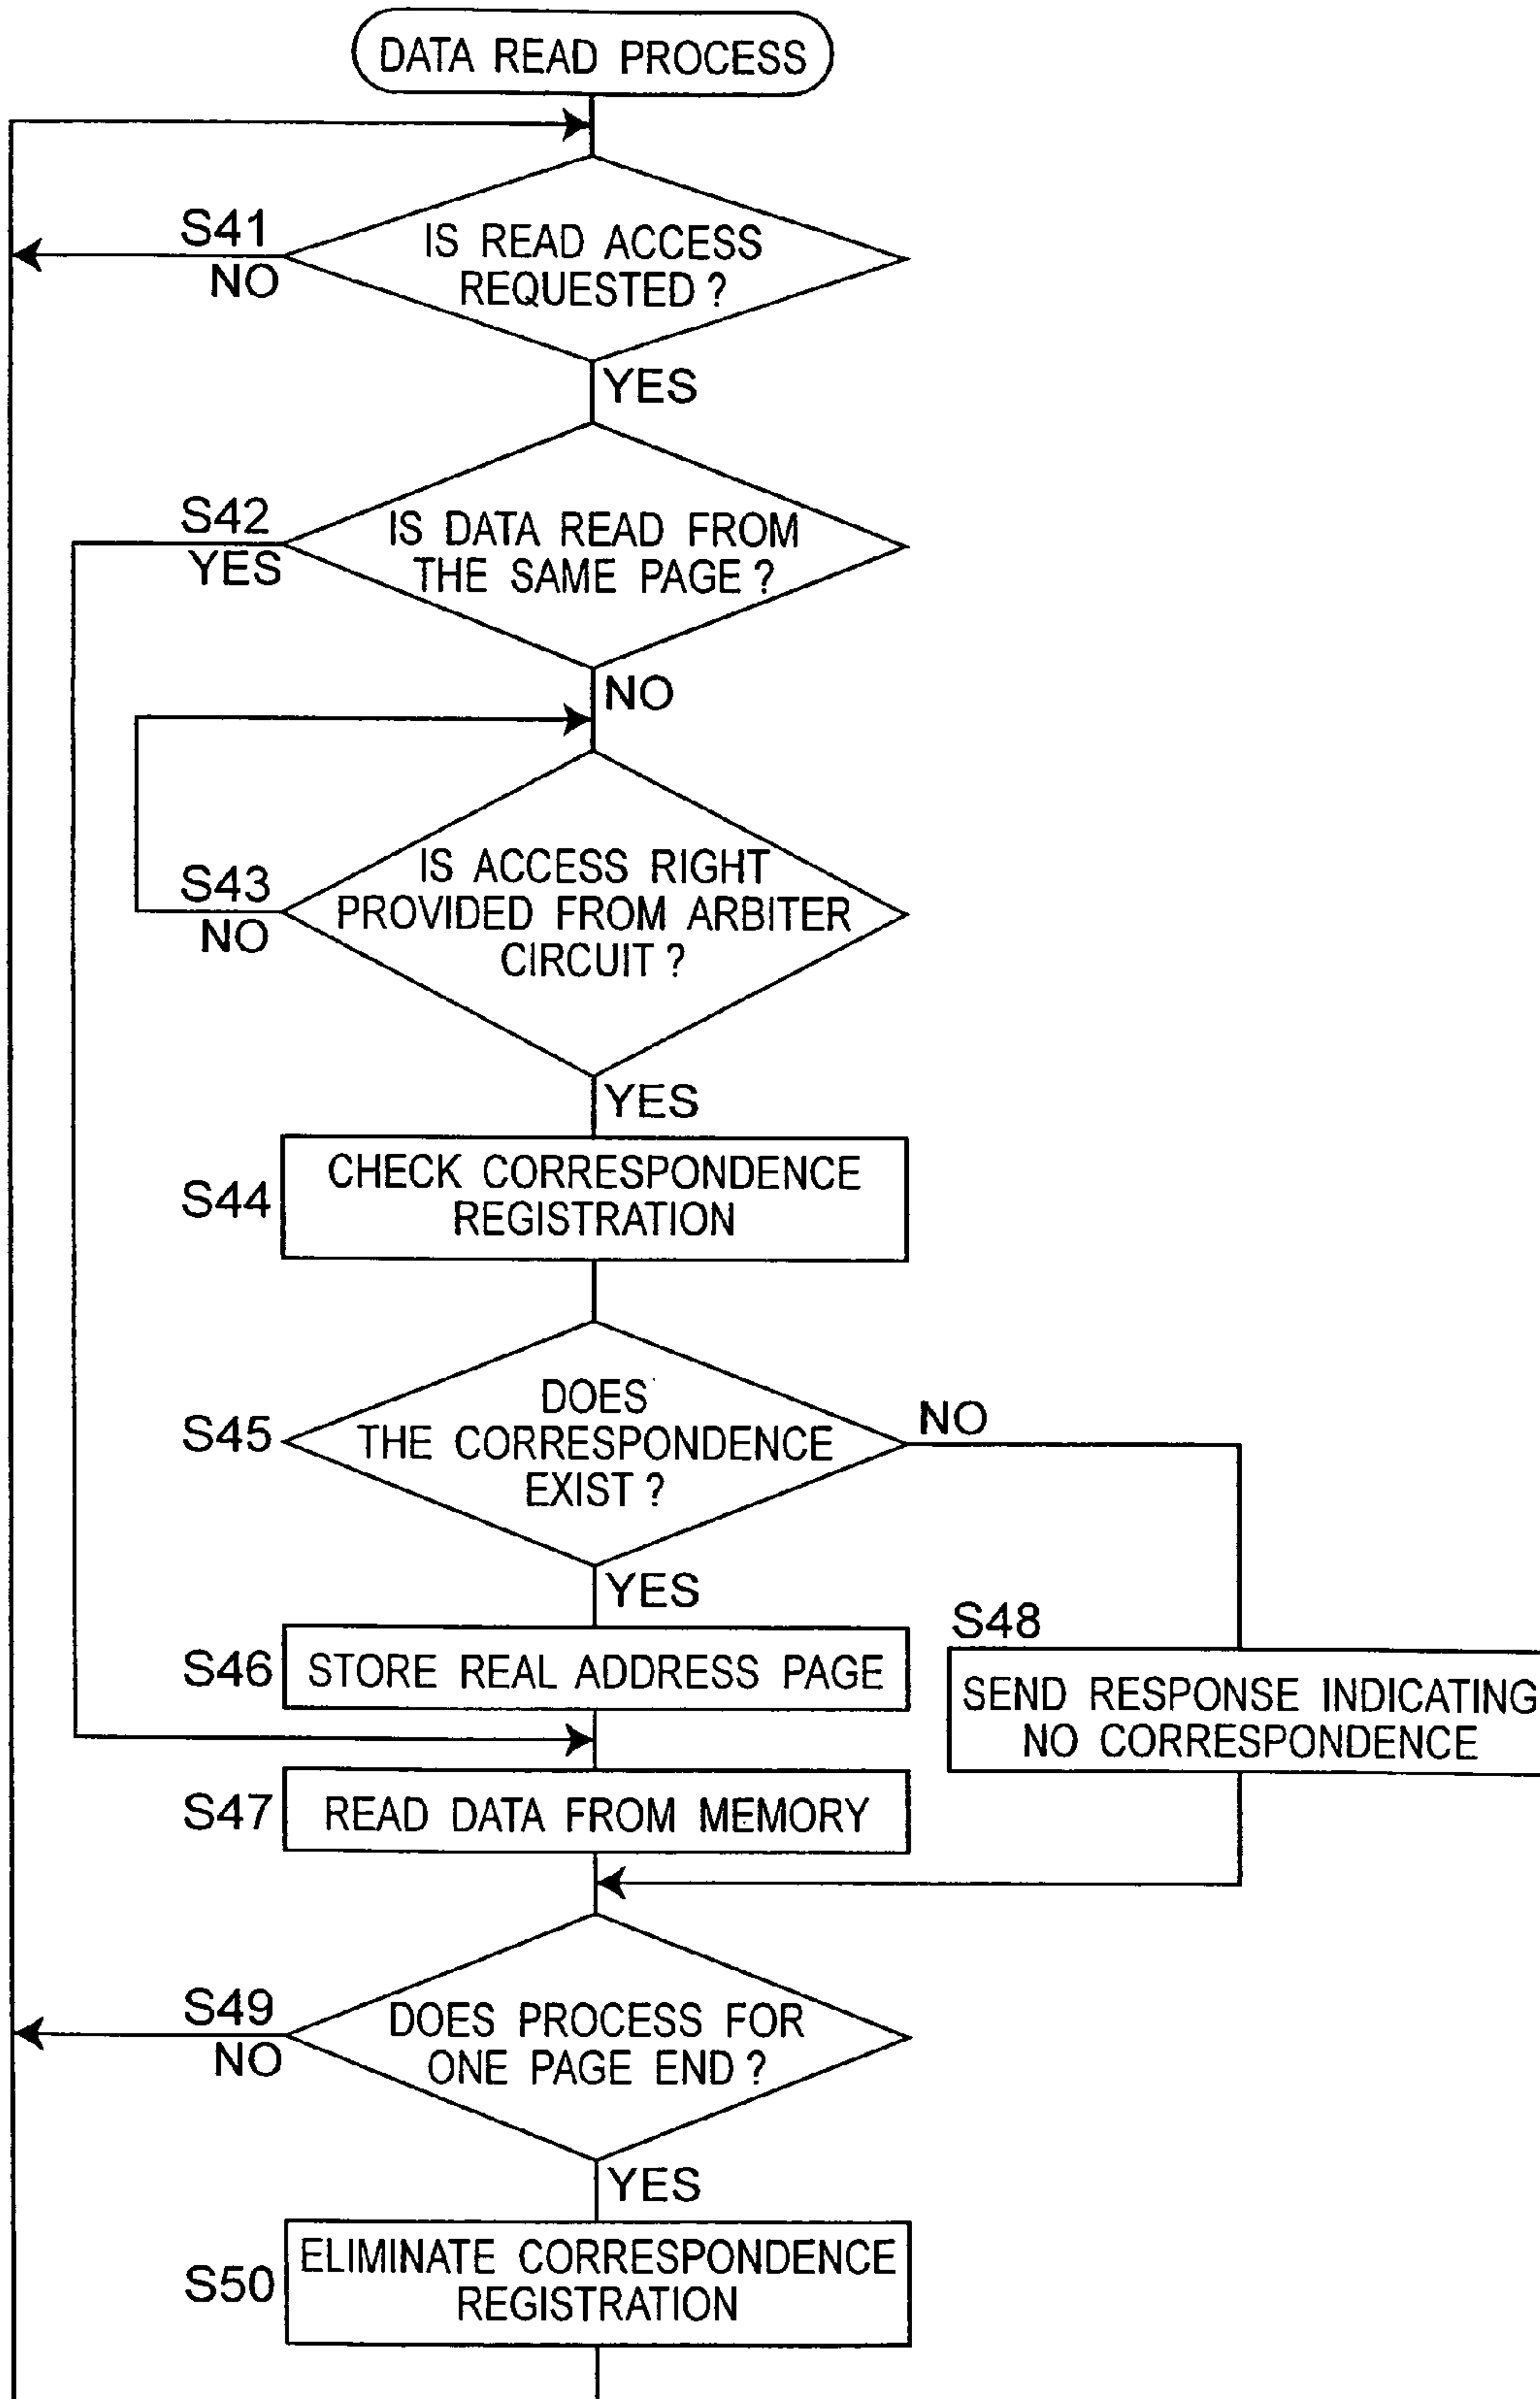 DATA READ PROCESS
S41
NO
IS READ ACCESS
REQUESTED ?
YES
S42
YES
IS DATA READ FROM
THE SAME PAGE ?
NO
S43
NO
IS ACCESS RIGHT
PROVIDED FROM ARBITER
CIRCUIT ?
YES
S44
CHECK CORRESPONDENCE
REGISTRATION
S45
DOES
THE CORRESPONDENCE
EXIST ?
NO
YES
S46
STORE REAL ADDRESS PAGE
S48
SEND RESPONSE INDICATING
NO CORRESPONDENCE
S47
READ DATA FROM MEMORY
S49
NO
DOES PROCESS FOR
ONE PAGE END ?
YES
S50
ELIMINATE CORRESPONDENCE
REGISTRATION